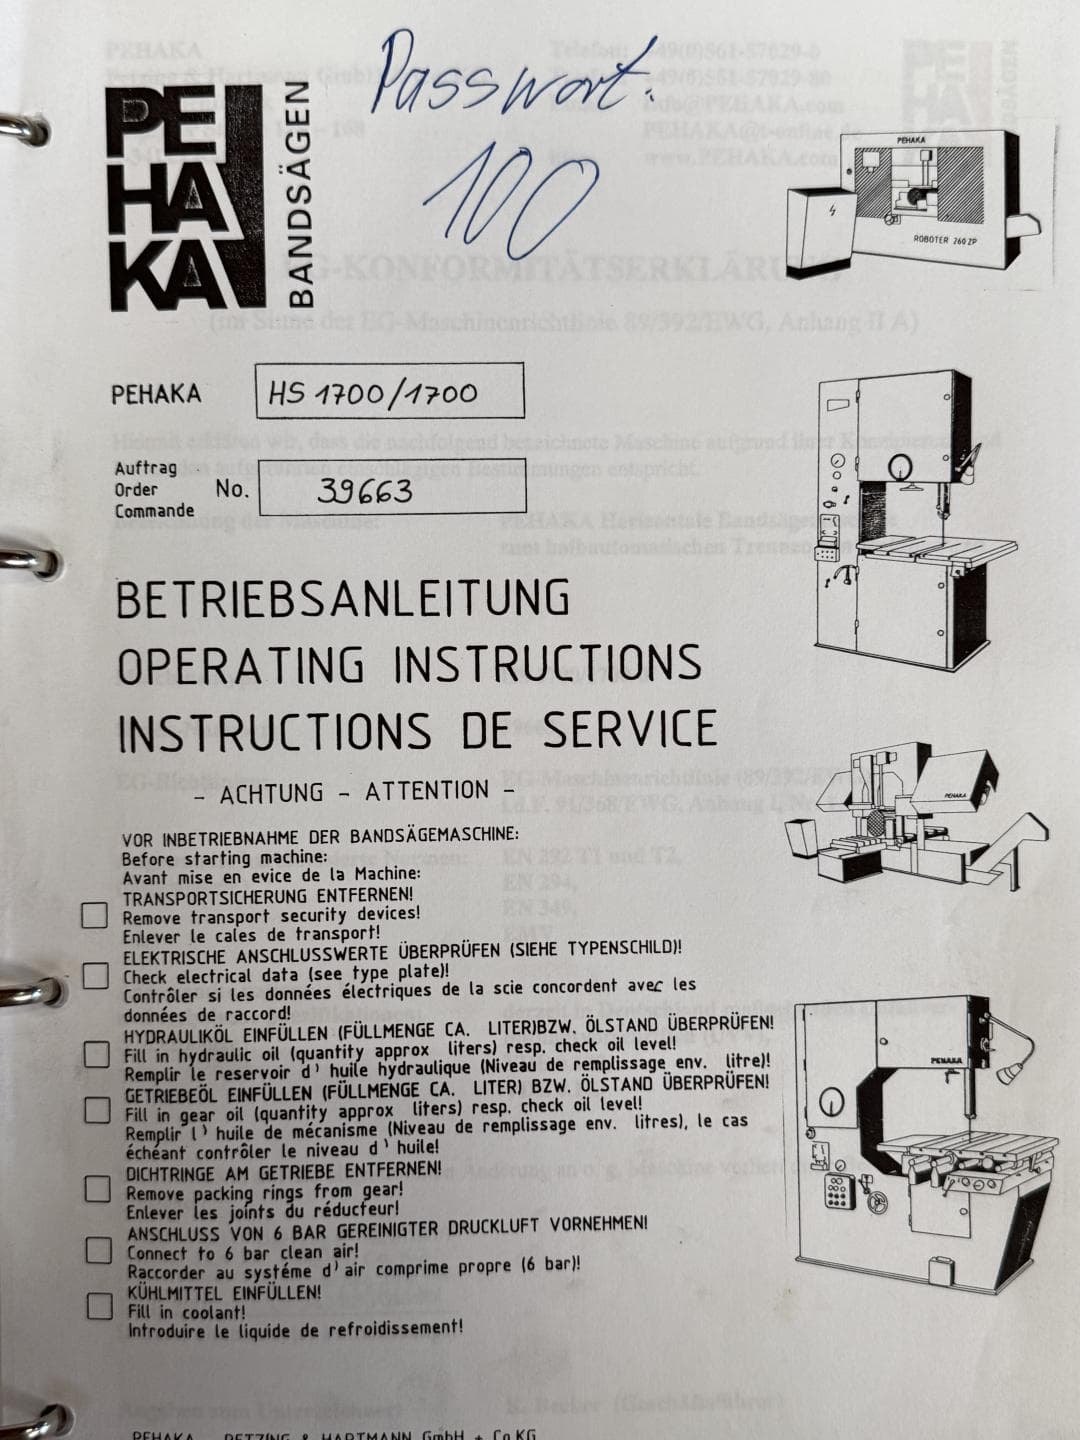 Passwort:
100
PEHAKA
BANDSÄGEN
PEHAKA
ROBOTER 260 ZP
PEHAKA HS 1700/1700
Auftrag
Order No. 39663
Commande
BETRIEBSANLEITUNG
OPERATING INSTRUCTIONS
INSTRUCTIONS DE SERVICE
- ACHTUNG - ATTENTION -
PEHAKA
VOR INBETRIEBNAHME DER BANDSÄGEMASCHINE:
Before starting machine:
Avant mise en evice de la Machine:
TRANSPORTSICHERUNG ENTFERNEN!
Remove transport security devices!
Enlever le cales de transport!
ELEKTRISCHE ANSCHLUSSWERTE ÜBERPRÜFEN (SIEHE TYPENSCHILD)!
Check electrical data (see type plate)!
Contrôler si les données électriques de la scie concordent avec les
données de raccord!
HYDRAULIKÖL EINFÜLLEN (FÜLLMENGE CA. LITER)BZW. ÖLSTAND ÜBERPRÜFEN!
Fill in hydraulic oil (quantity approx liters) resp. check oil level!
Remplir le reservoir d' huile hydraulique (Niveau de remplissage env. litre)!
GETRIEBEÖL EINFÜLLEN (FÜLLMENGE CA. LITER) BZW. ÖLSTAND ÜBERPRÜFEN!
Fill in gear oil (quantity approx liters) resp. check oil level!
Remplir l' huile de mécanisme (Niveau de remplissage env. litres), le cas
échéant contrôler le niveau d' huile!
DICHTRINGE AM GETRIEBE ENTFERNEN!
Remove packing rings from gear!
Enlever les joints du réducteur!
ANSCHLUSS VON 6 BAR GEREINIGTER DRUCKLUFT VORNEHMEN!
Connect to 6 bar clean air!
Raccorder au systéme d' air comprime propre (6 bar)!
KÜHLMITTEL EINFÜLLEN!
Fill in coolant!
Introduire le liquide de refroidissement!
PEHAKA
PEHAKA PETZING & HARTMANN GmbH + Co KG